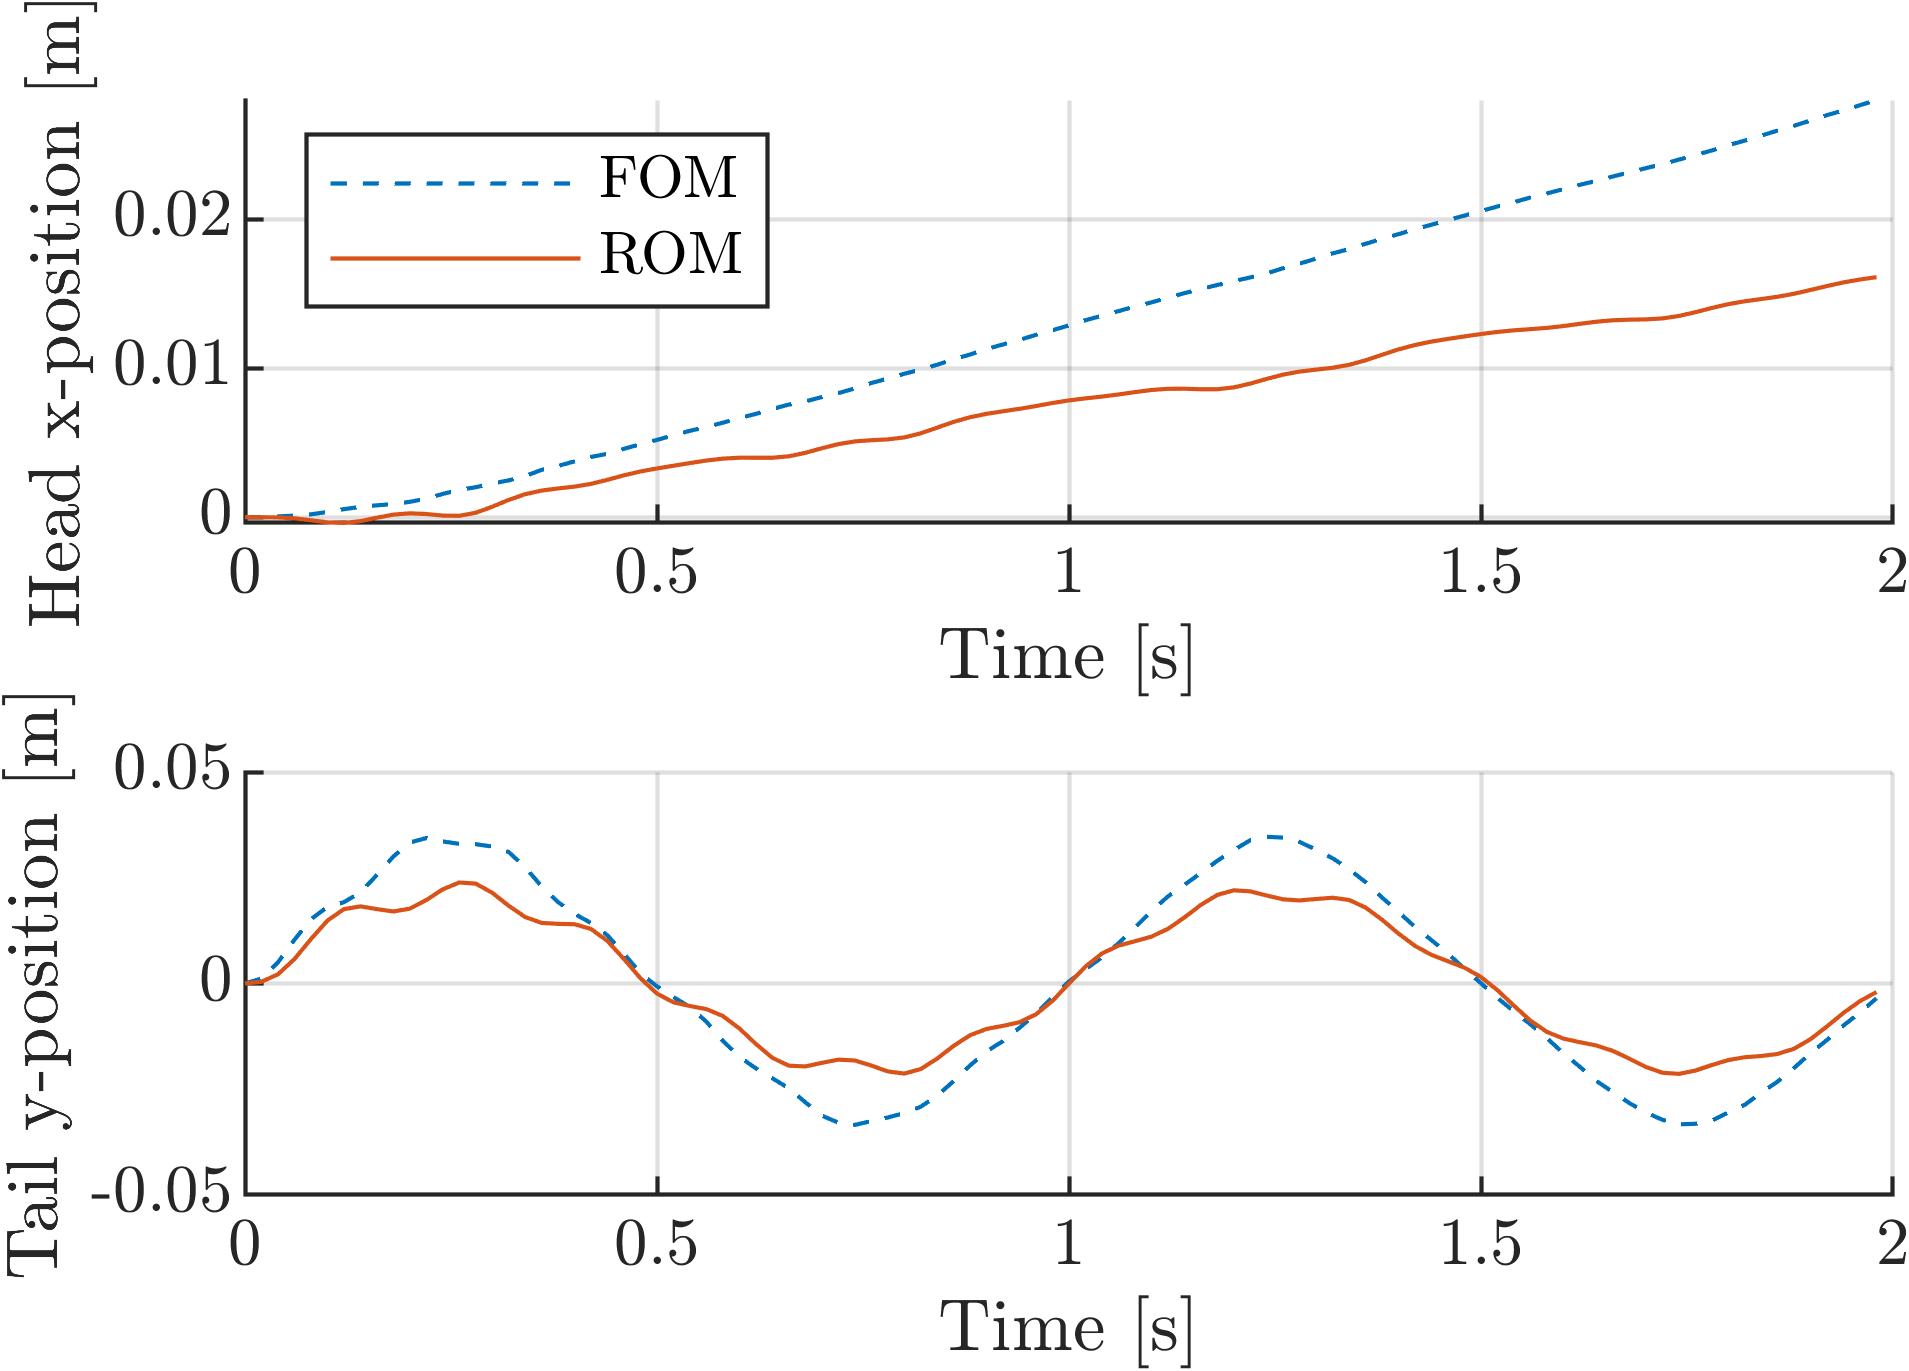 Head x-position [m]
0.02
0.01
0
FOM
ROM
0 0.5 1 1.5 2
Time [s]
Tail y-position [m]
0.05
0
-0.05
0 0.5 1 1.5 2
Time [s]